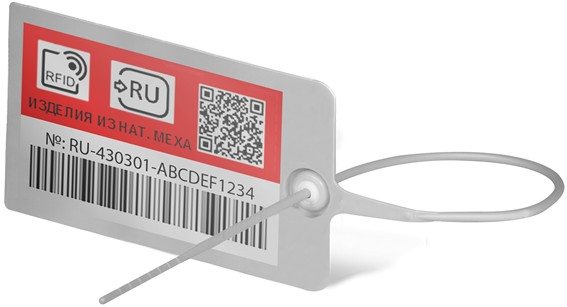 RFID
RU
ИЗДЕЛИЯ ИЗ НАТ. МЕХА
№: RU-430301-ABCDEF1234